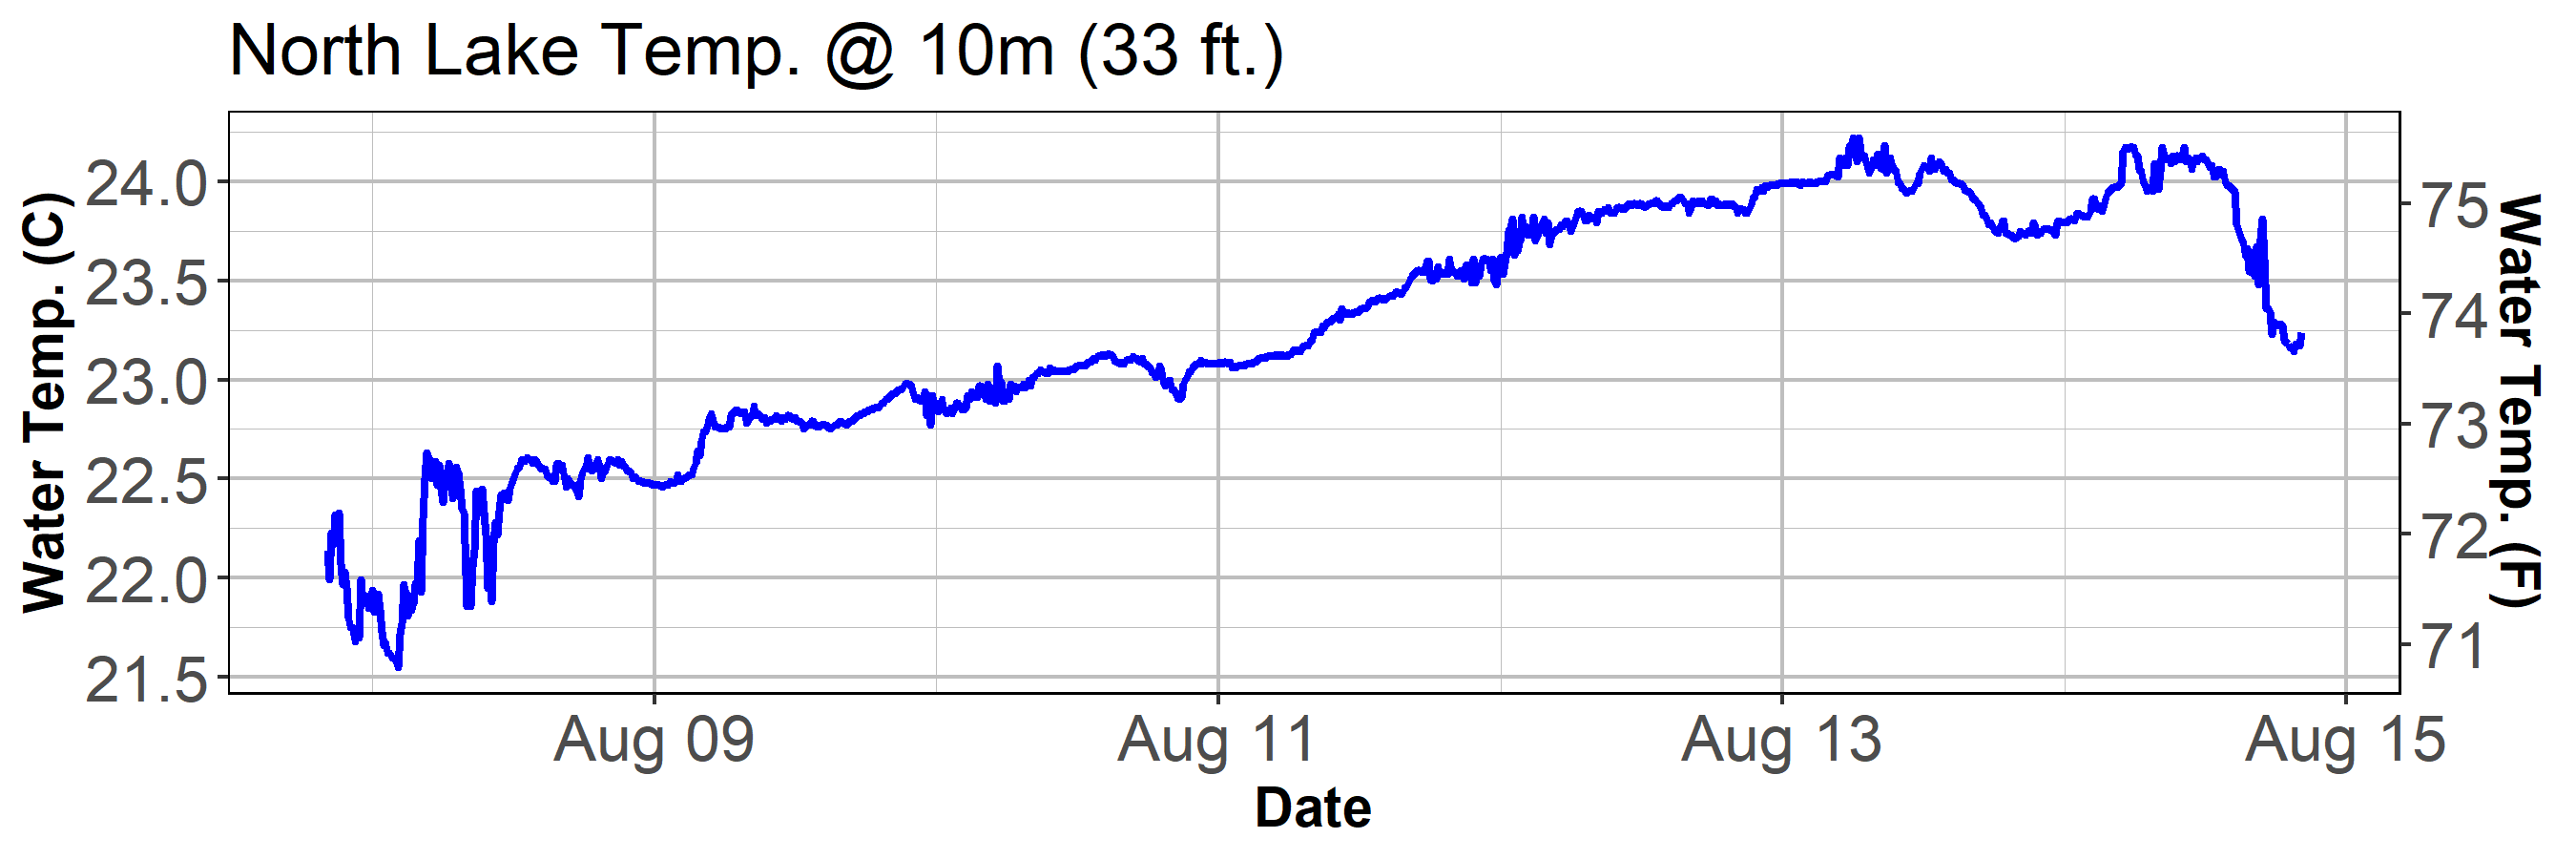 North Lake Temp. @ 10m (33 ft.)
Water Temp. (C)
24.0
23.5
23.0
22.5
22.0
21.5
75
74
73
72
71
Water Temp. (F)
Aug 09 Aug 11 Aug 13 Aug 15
Date